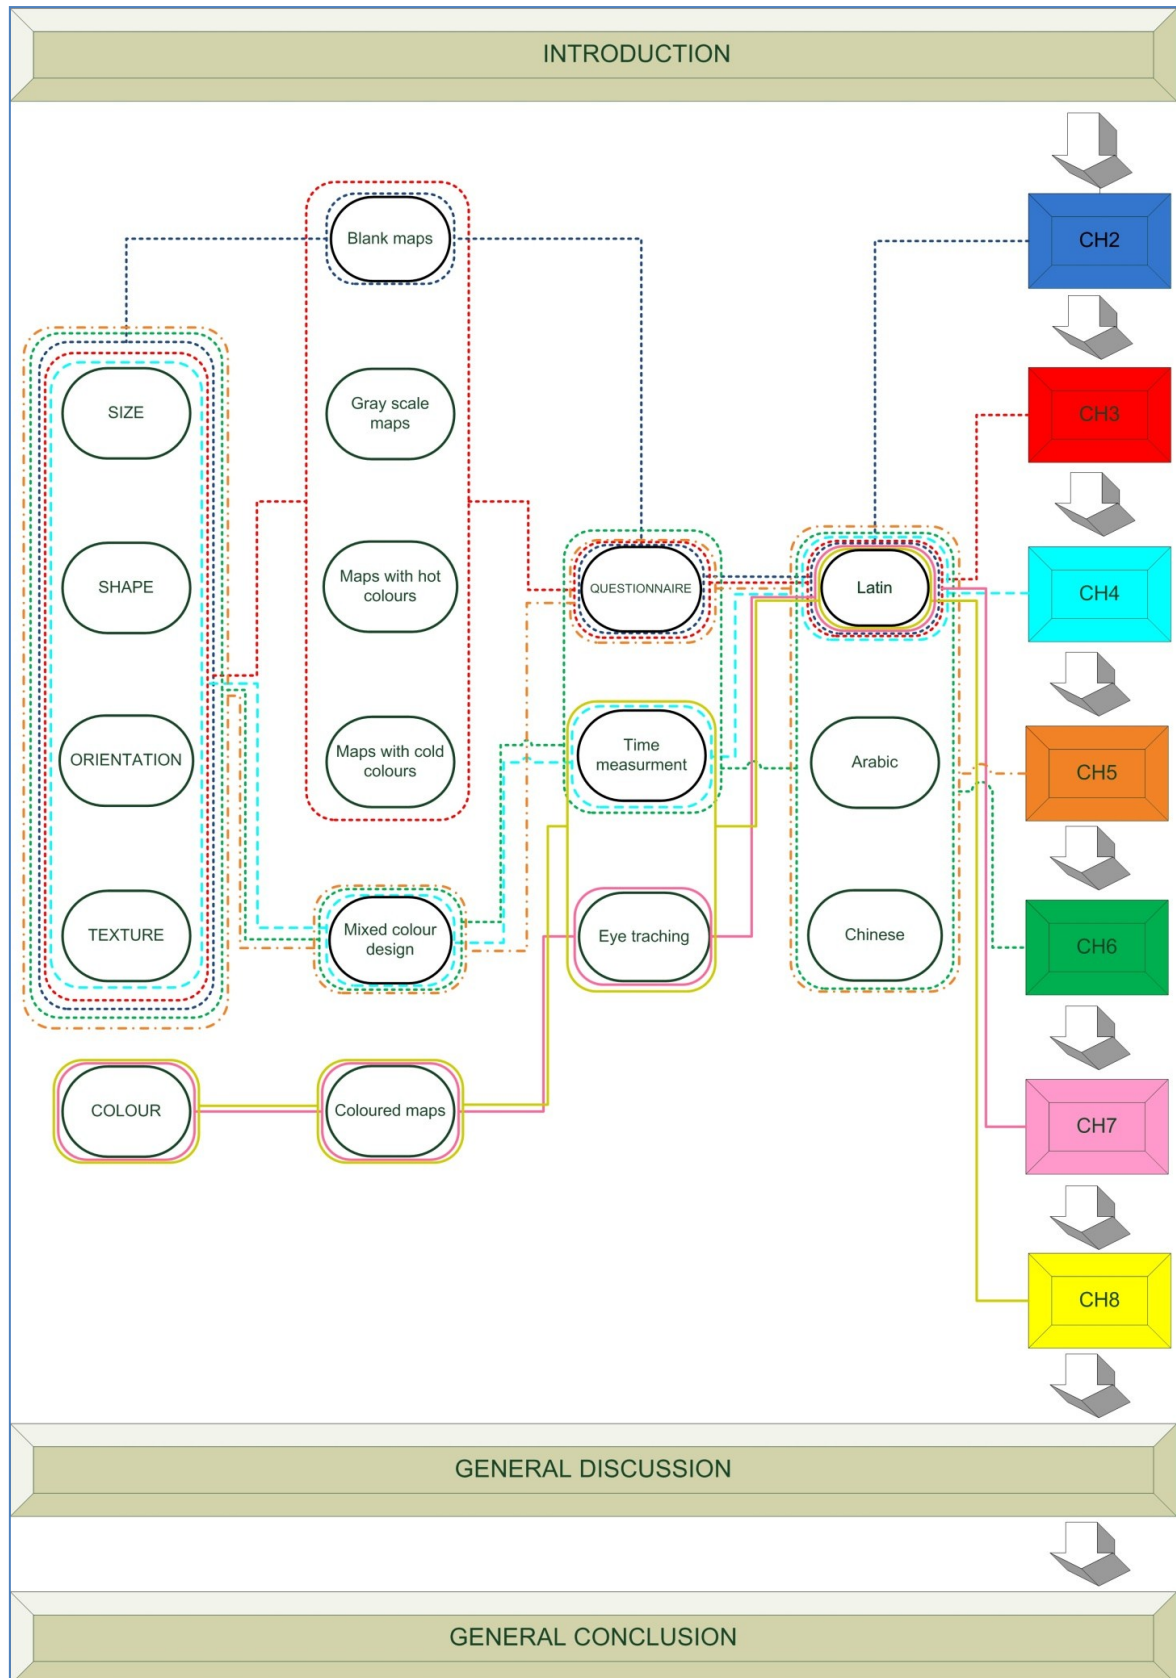 INTRODUCTION
CH2
Blank maps
SIZE
Gray scale
maps
CH3
SHAPE
Maps with hot
colours
QUESTIONNAIRE
Latin
CH4
ORIENTATION
Maps with cold
colours
Time
measurment
Arabic
CH5
TEXTURE
Mixed colour
design
Eye traching
Chinese
CH6
COLOUR
Coloured maps
CH7
CH8
GENERAL DISCUSSION
GENERAL CONCLUSION